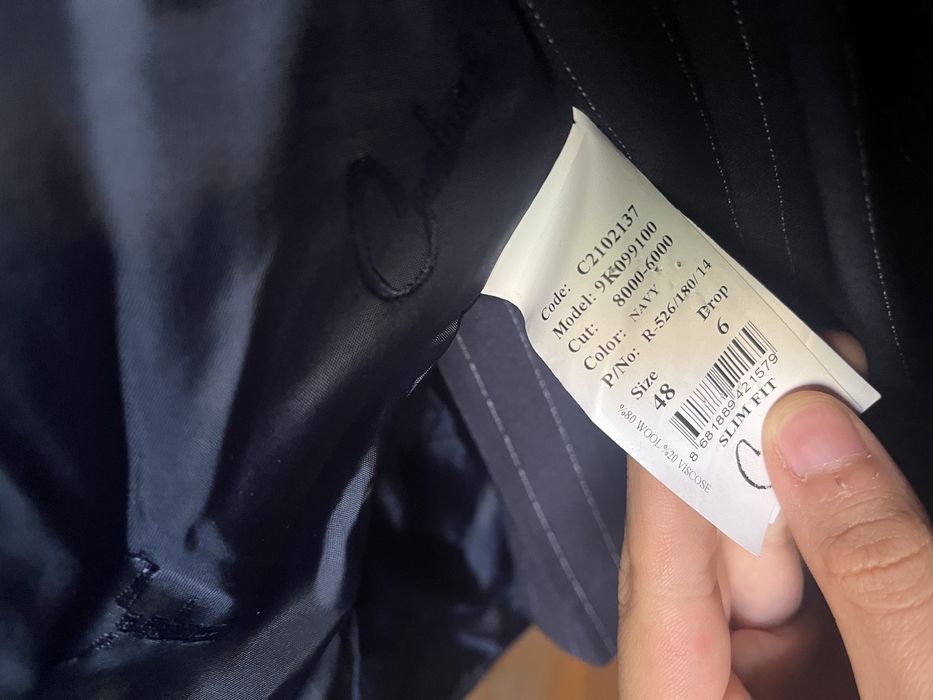 Code: C2102137
Model: 9K099100
Cut: 8000-6000
Color: NAVY
P/No: R-526/180/14
Size Drop
48 6
8 681889 421579
SLIM FIT
%80 WOOL %20 VISCOSE